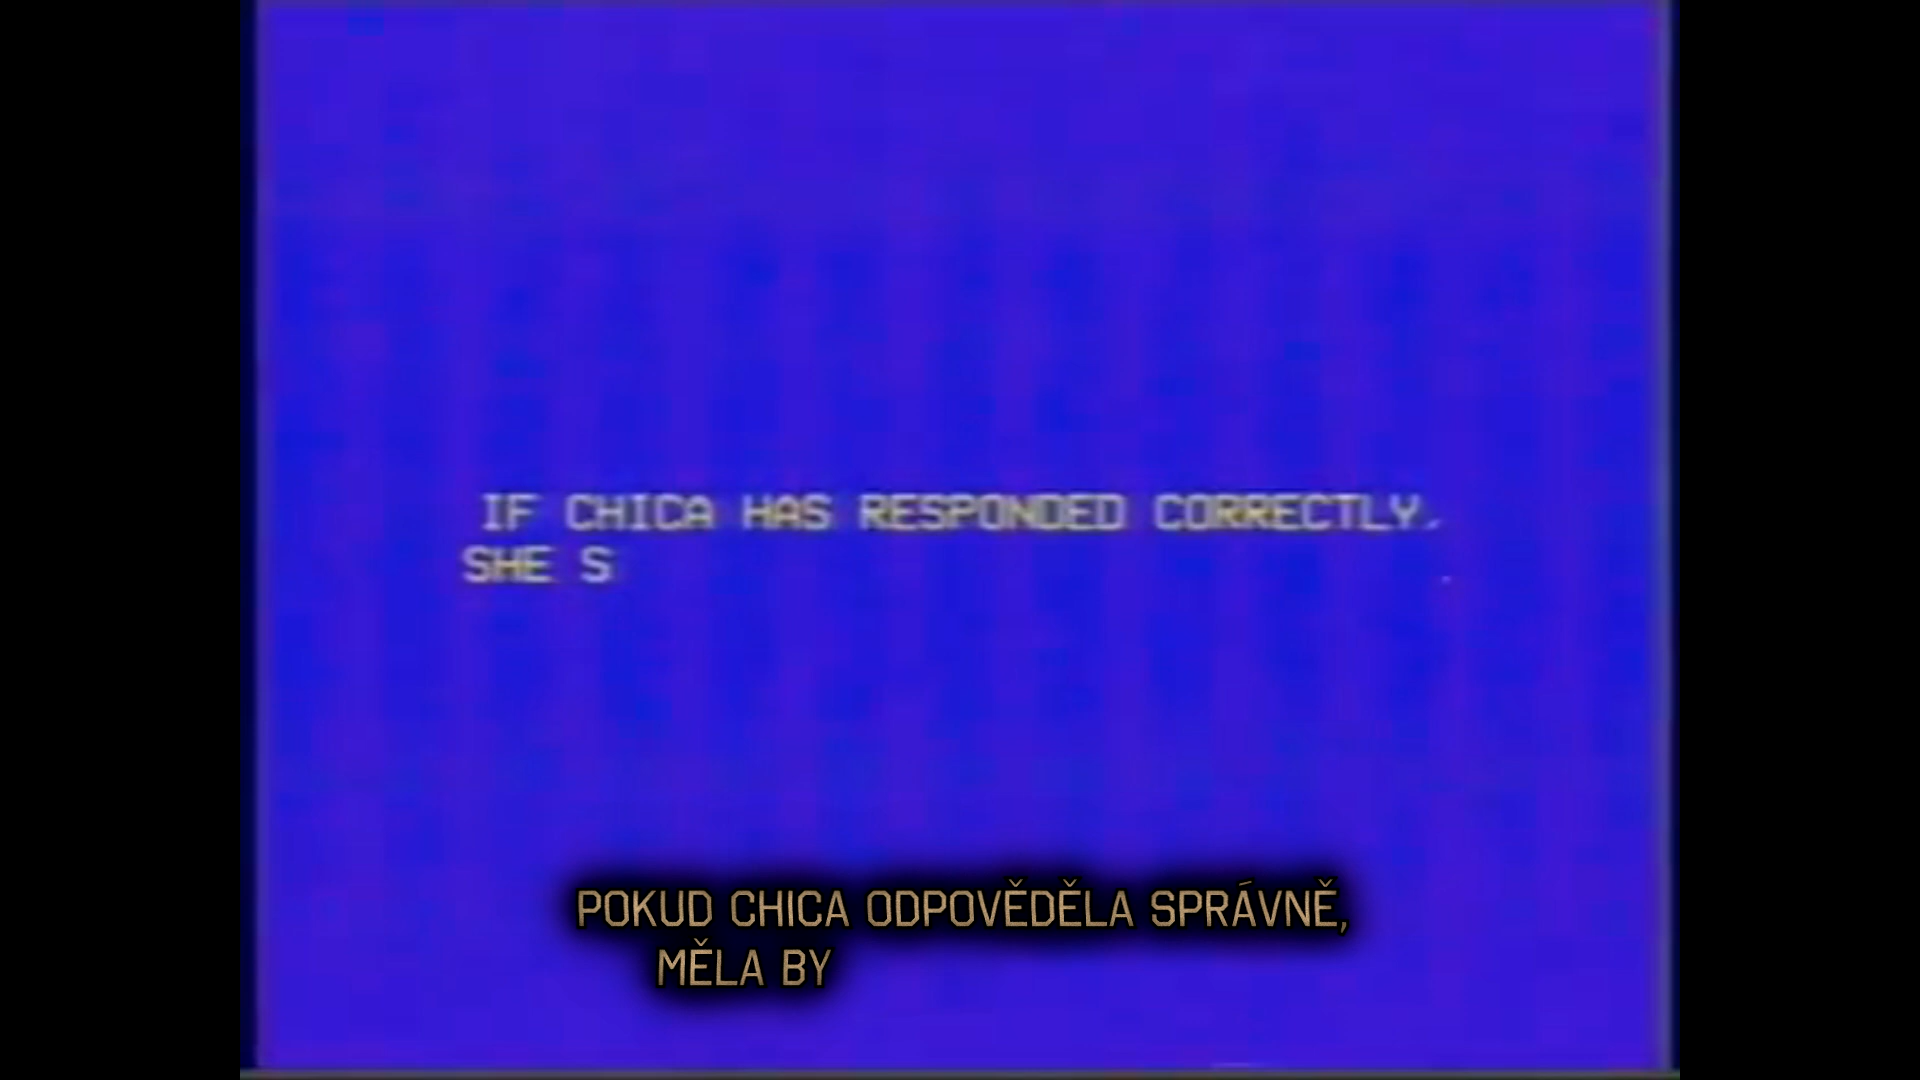 IF CHICA HAS RESPONDED CORRECTLY,
SHE S
POKUD CHICA ODPOVĚDĚLA SPRÁVNĚ,
MĚLA BY